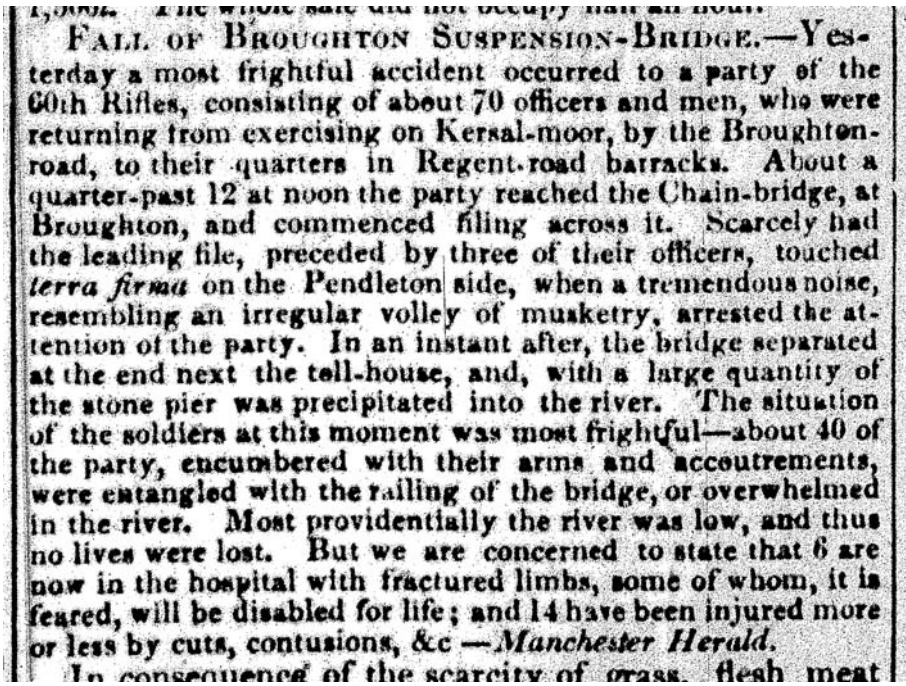 1,500l. The whole sale did not occupy half an hour.
FALL OF BROUGHTON SUSPENSION-BRIDGE.—Yes-
terday a most frightful accident occurred to a party of the
60th Rifles, consisting of about 70 officers and men, who were
returning from exercising on Kersal-moor, by the Broughton-
road, to their quarters in Regent-road barracks. About a
quarter-past 12 at noon the party reached the Chain-bridge, at
Broughton, and commenced filing across it. Scarcely had
the leading file, preceded by three of their officers, touched
terra firma on the Pendleton side, when a tremendous noise,
resembling an irregular volley of musketry, arrested the at-
tention of the party. In an instant after, the bridge separated
at the end next the toll-house, and, with a large quantity of
the stone pier was precipitated into the river. The situation
of the soldiers at this moment was most frightful—about 40 of
the party, encumbered with their arms and accoutrements,
were entangled with the railing of the bridge, or overwhelmed
in the river. Most providentially the river was low, and thus
no lives were lost. But we are concerned to state that 6 are
now in the hospital with fractured limbs, some of whom, it is
feared, will be disabled for life; and 14 have been injured more
or less by cuts, contusions, &c —Manchester Herald.
In consequence of the scarcity of grass, flesh meat